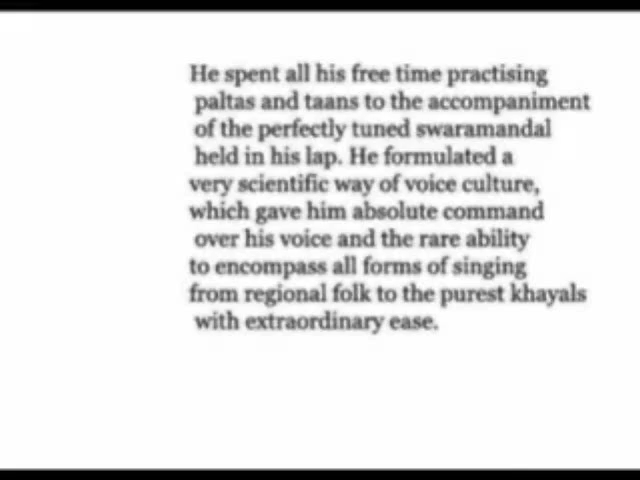 He spent all his free time practising
paltas and taans to the accompaniment
of the perfectly tuned swaramandal
held in his lap. He formulated a
very scientific way of voice culture,
which gave him absolute command
over his voice and the rare ability
to encompass all forms of singing
from regional folk to the purest khayals
with extraordinary ease.